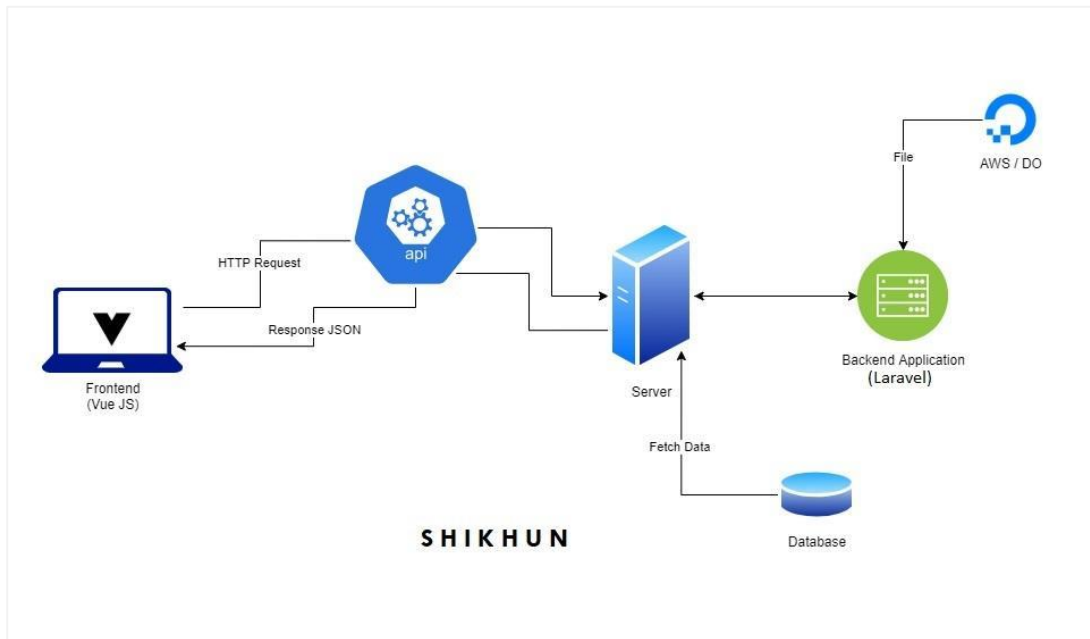 AWS / DO
File
api
HTTP Request
Response JSON
Frontend
(Vue JS)
Server
Backend Application
(Laravel)
Fetch Data
Database
SHIKHUN